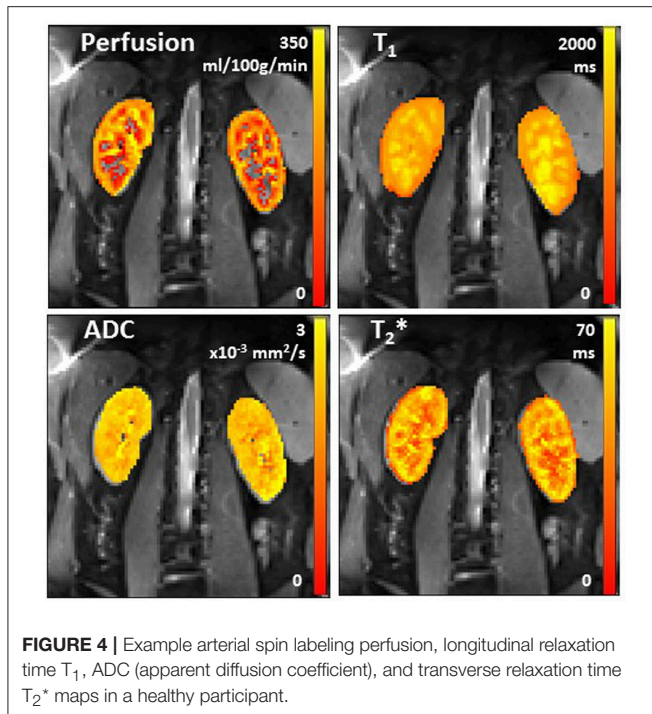 Perfusion
350
ml/100g/min
0
T₁
2000
ms
0
ADC
3
x10⁻³ mm²/s
0
T₂*
70
ms
0
FIGURE 4 | Example arterial spin labeling perfusion, longitudinal relaxation
time T₁, ADC (apparent diffusion coefficient), and transverse relaxation time
T₂* maps in a healthy participant.